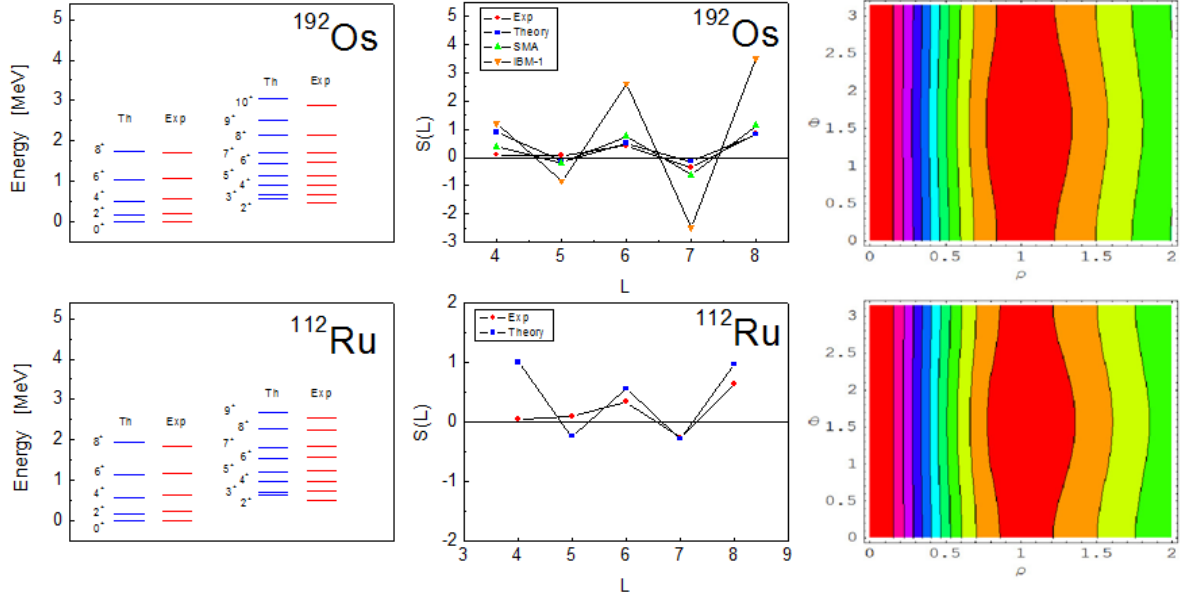 ¹⁹²Os
Energy [MeV]
5
4
3
2
1
0
Th
Exp
8⁺
6⁺
4⁺
2⁺
0⁺
Th
Exp
10⁺
9⁺
8⁺
7⁺
6⁺
5⁺
4⁺
3⁺
2⁺
¹⁹²Os
Exp
Theory
SMA
IBM-1
S(L)
5
4
3
2
1
0
-1
-2
-3
4 5 6 7 8
L
3
2.5
2
1.5
1
0.5
0
0 0.5 1 1.5 2
ρ
¹¹²Ru
Energy [MeV]
5
4
3
2
1
0
Th
Exp
8⁺
6⁺
4⁺
2⁺
0⁺
Th
Exp
9⁺
8⁺
7⁺
6⁺
5⁺
4⁺
3⁺
2⁺
¹¹²Ru
Exp
Theory
S(L)
2
1
0
-1
-2
3 4 5 6 7 8 9
L
3
2.5
2
1.5
1
0.5
0
0 0.5 1 1.5 2
ρ